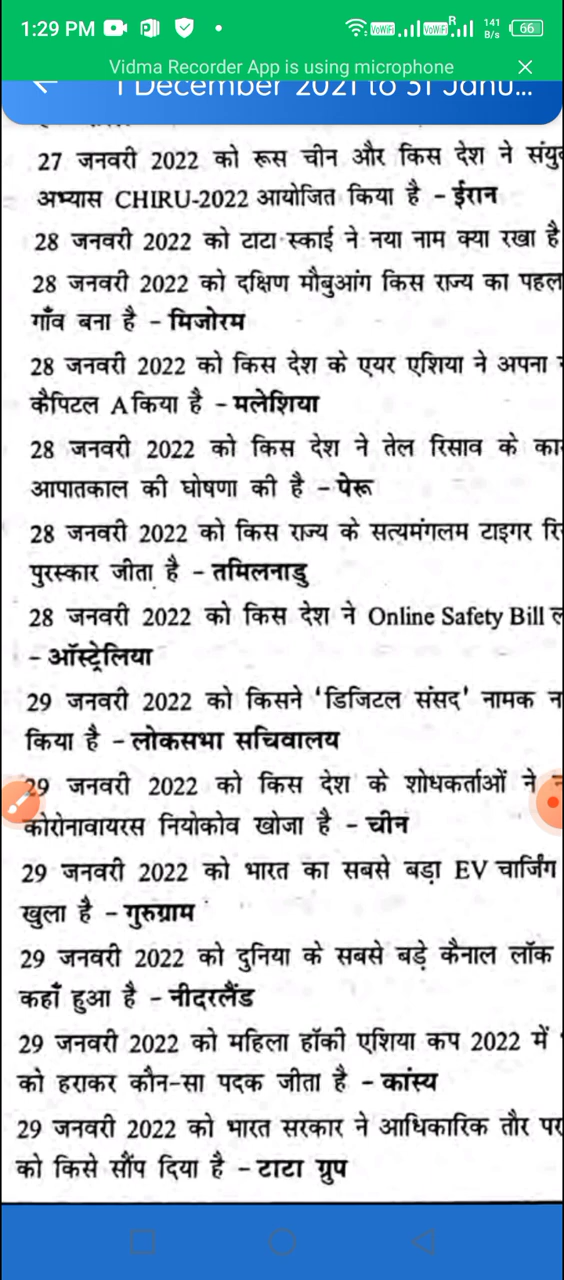 1:29 PM VoWiFi VoWiFi R 141 B/s 66
Vidma Recorder App is using microphone
1 December 2021 to 31 Janu...
27 जनवरी 2022 को रूस चीन और किस देश ने
अभ्यास CHIRU-2022 आयोजित किया है - ईरान
28 जनवरी 2022 को टाटा स्काई ने नया नाम क्या रखा है
28 जनवरी 2022 को दक्षिण मौबुआंग किस राज्य का पहल
गाँव बना है - मिजोरम
28 जनवरी 2022 को किस देश के एयर एशिया ने अपना
कैपिटल A किया है - मलेशिया
28 जनवरी 2022 को किस देश ने तेल रिसाव के का
आपातकाल की घोषणा की है - पेरू
28 जनवरी 2022 को किस राज्य के सत्यमंगलम टाइगर रि
पुरस्कार जीता है - तमिलनाडु
28 जनवरी 2022 को किस देश ने Online Safety Bill ल
- ऑस्ट्रेलिया
29 जनवरी 2022 को किसने 'डिजिटल संसद' नामक न
किया है - लोकसभा सचिवालय
29 जनवरी 2022 को किस देश के शोधकर्ताओं ने
कोरोनावायरस नियोकोव खोजा है - चीन
29 जनवरी 2022 को भारत का सबसे बड़ा EV चार्जिंग
खुला है - गुरुग्राम
29 जनवरी 2022 को दुनिया के सबसे बड़े कैनाल लॉक
कहाँ हुआ है - नीदरलैंड
29 जनवरी 2022 को महिला हॉकी एशिया कप 2022 में
को हराकर कौन-सा पदक जीता है - कांस्य
29 जनवरी 2022 को भारत सरकार ने आधिकारिक तौर पर
को किसे सौंप दिया है - टाटा ग्रुप